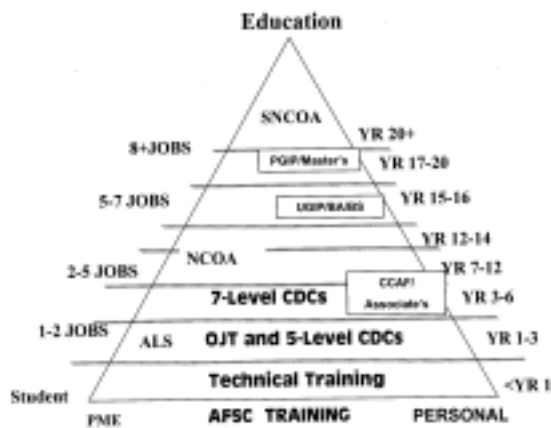 Education
SNCOA
YR 20+
8+JOBS
PGIP/Master's
YR 17-20
5-7 JOBS
UGIP/BA/BS
YR 15-16
YR 12-14
NCOA
2-5 JOBS
YR 7-12
CCAF/
Associate's
7-Level CDCs
YR 3-6
1-2 JOBS
ALS
OJT and 5-Level CDCs
YR 1-3
Technical Training
Student
<YR 1
PME
AFSC TRAINING
PERSONAL